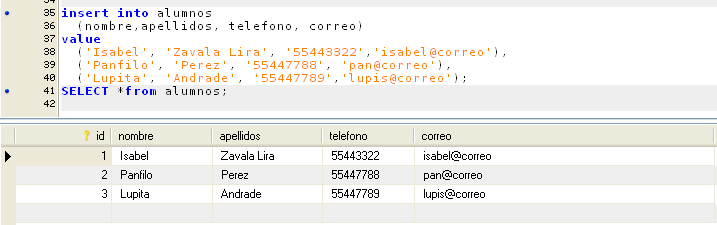 35 insert into alumnos
36 (nombre,apellidos, telefono, correo)
37 value
38 ('Isabel', 'Zavala Lira', '55443322','isabel@correo'),
39 ('Panfilo', 'Perez', '55447788', 'pan@correo'),
40 ('Lupita', 'Andrade', '55447789','lupis@correo');
41 SELECT *from alumnos;
42
id nombre apellidos telefono correo
1 Isabel Zavala Lira 55443322 isabel@correo
2 Panfilo Perez 55447788 pan@correo
3 Lupita Andrade 55447789 lupis@correo